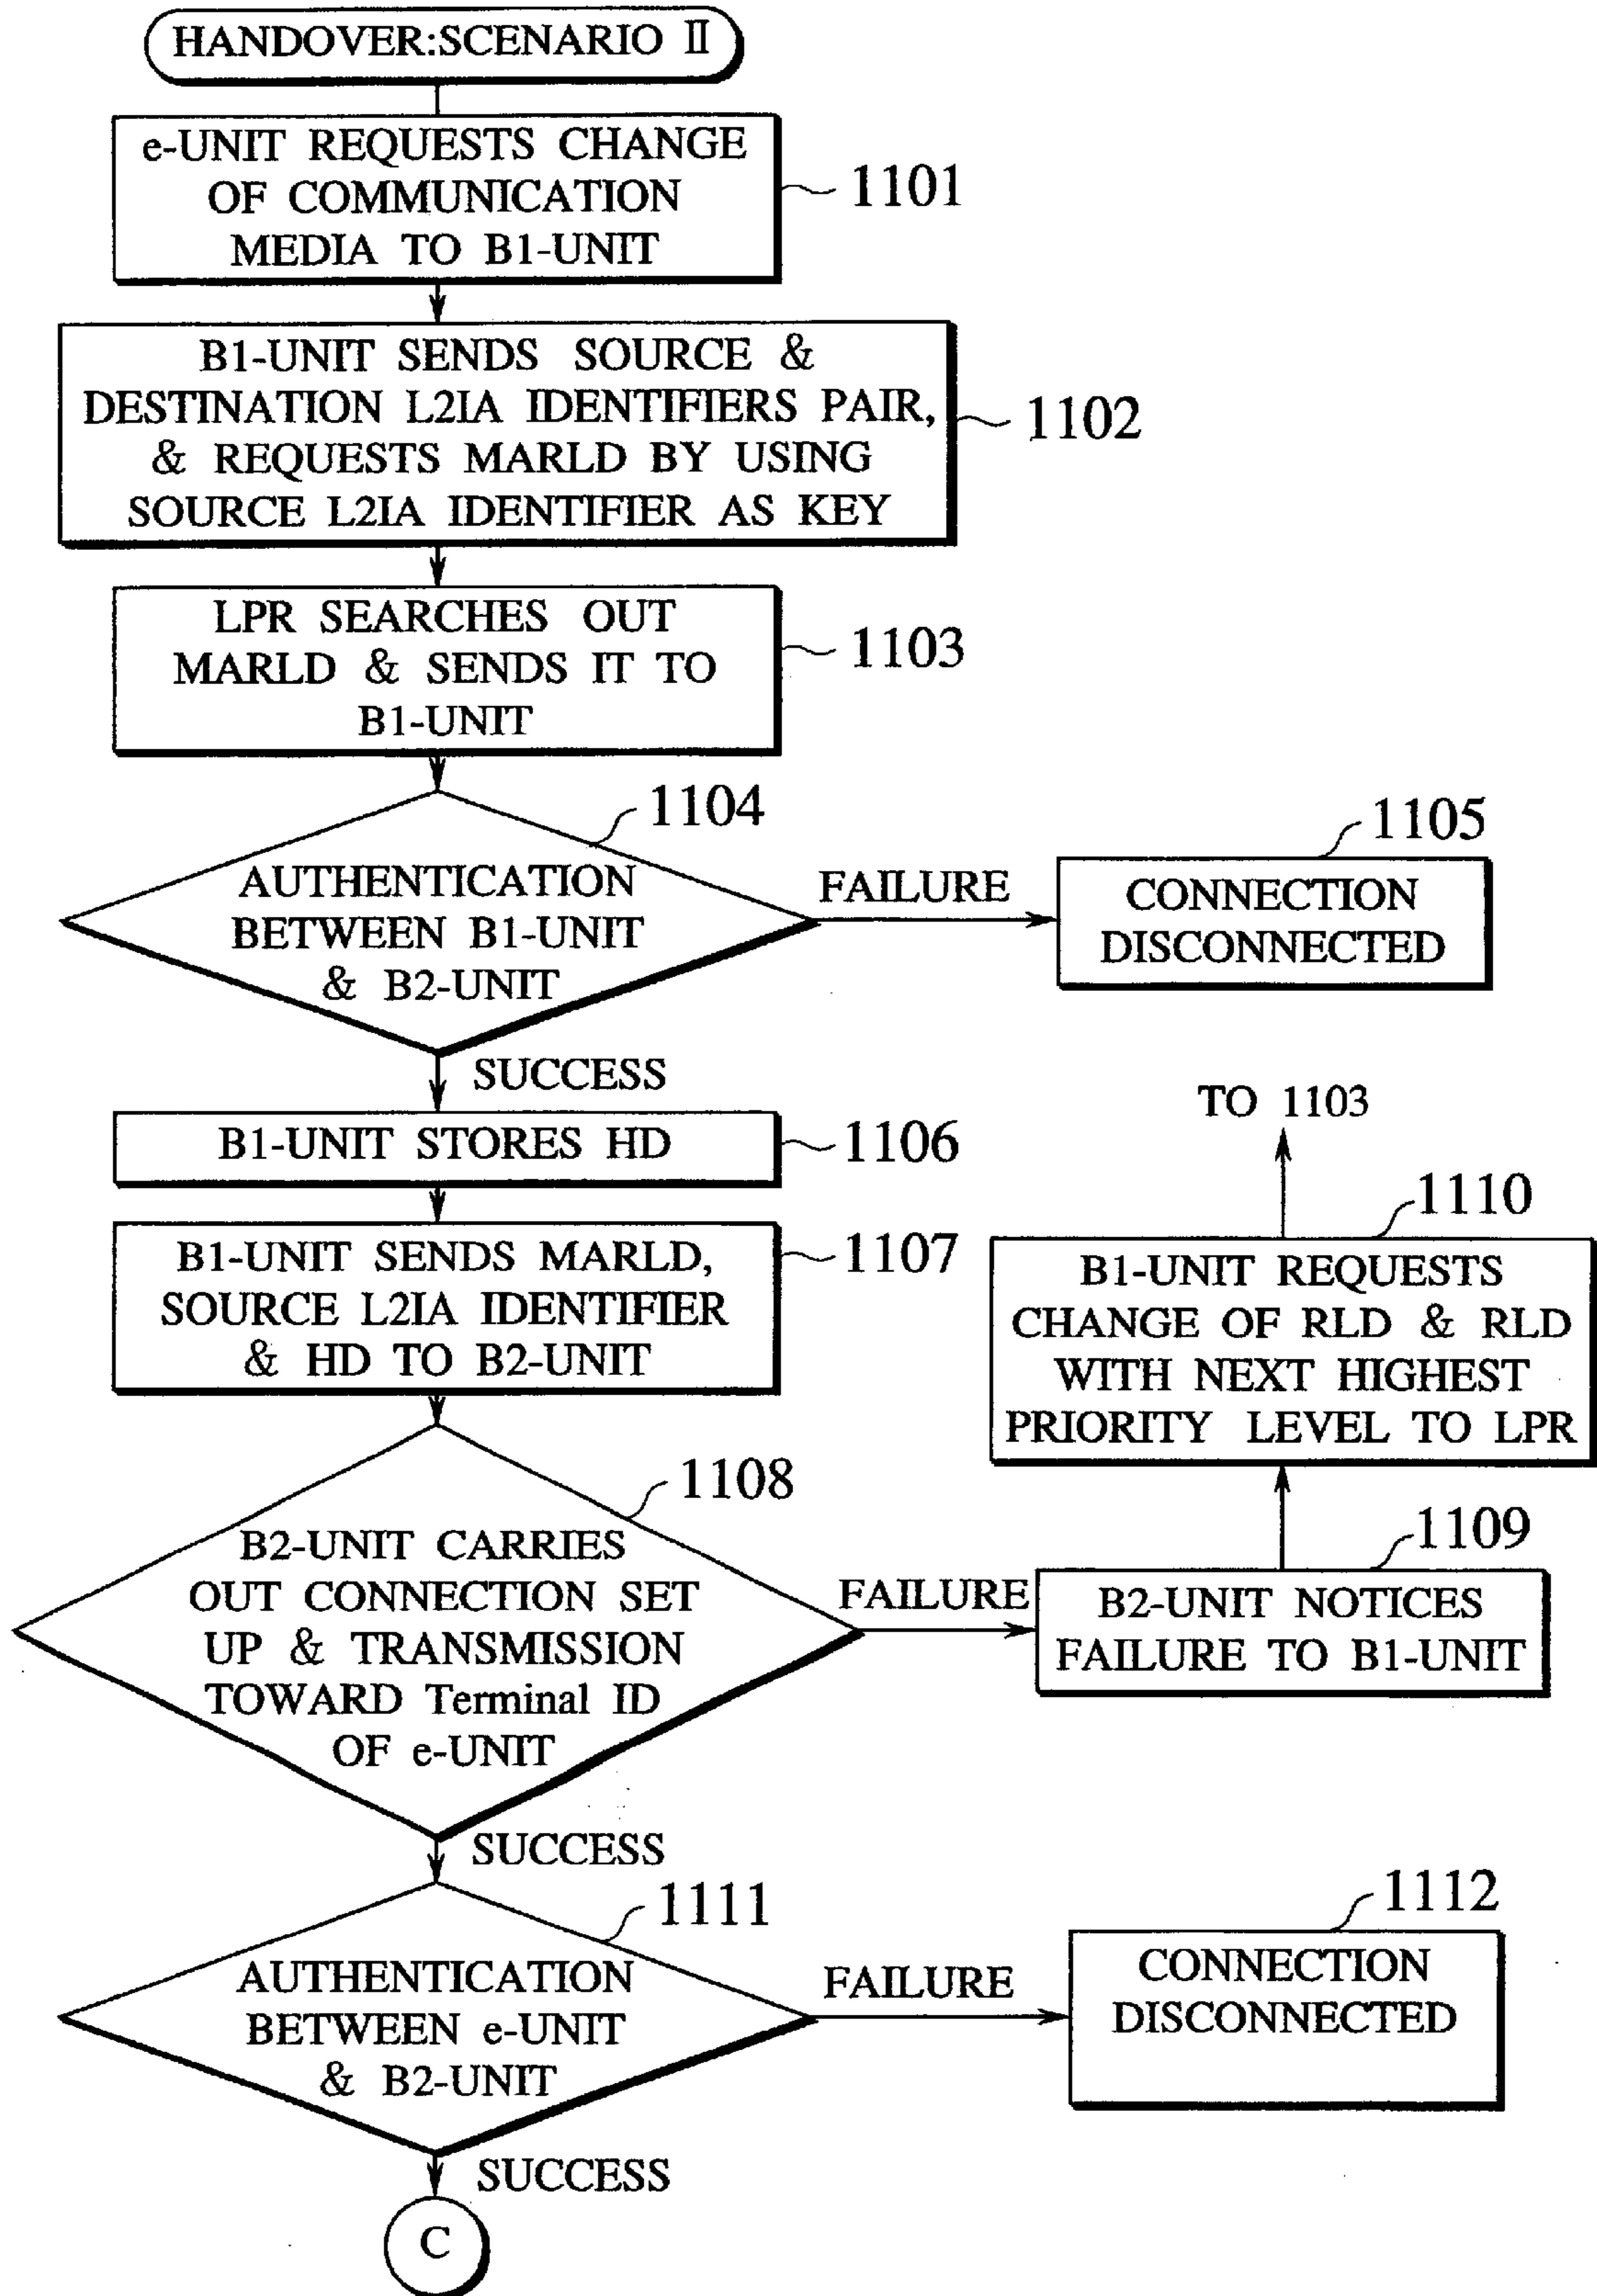 HANDOVER:SCENARIO II
e-UNIT REQUESTS CHANGE
OF COMMUNICATION
MEDIA TO B1-UNIT
1101
B1-UNIT SENDS SOURCE &
DESTINATION L2IA IDENTIFIERS PAIR,
& REQUESTS MARLD BY USING
SOURCE L2IA IDENTIFIER AS KEY
1102
LPR SEARCHES OUT
MARLD & SENDS IT TO
B1-UNIT
1103
1104
AUTHENTICATION
BETWEEN B1-UNIT
& B2-UNIT
FAILURE
1105
CONNECTION
DISCONNECTED
SUCCESS
B1-UNIT STORES HD
1106
B1-UNIT SENDS MARLD,
SOURCE L2IA IDENTIFIER
& HD TO B2-UNIT
1107
TO 1103
1110
B1-UNIT REQUESTS
CHANGE OF RLD & RLD
WITH NEXT HIGHEST
PRIORITY LEVEL TO LPR
1108
B2-UNIT CARRIES
OUT CONNECTION SET
UP & TRANSMISSION
TOWARD Terminal ID
OF e-UNIT
FAILURE
1109
B2-UNIT NOTICES
FAILURE TO B1-UNIT
SUCCESS
1111
AUTHENTICATION
BETWEEN e-UNIT
& B2-UNIT
FAILURE
1112
CONNECTION
DISCONNECTED
SUCCESS
C